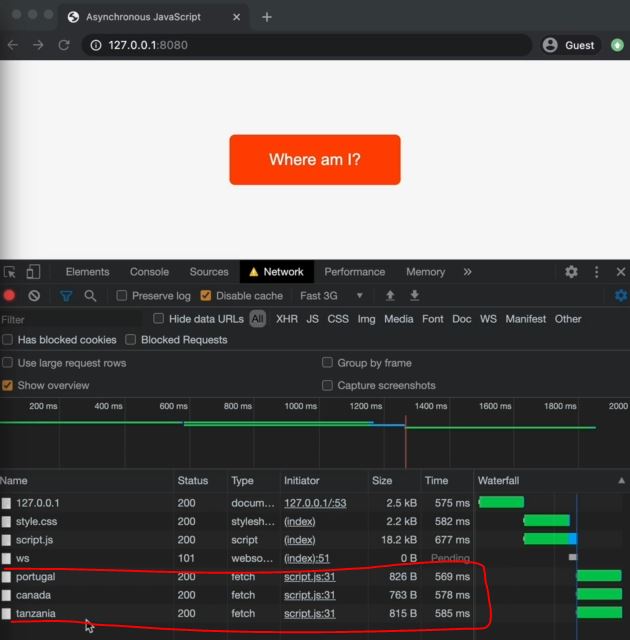 Asynchronous JavaScript
127.0.0.1:8080
Guest
Where am I?
Elements Console Sources Network Performance Memory »
Preserve log Disable cache Fast 3G
Filter Hide data URLs All XHR JS CSS Img Media Font Doc WS Manifest Other
Has blocked cookies Blocked Requests
Use large request rows Group by frame
Show overview Capture screenshots
200 ms 400 ms 600 ms 800 ms 1000 ms 1200 ms 1400 ms 1600 ms 1800 ms 2000
Name Status Type Initiator Size Time Waterfall
127.0.0.1 200 docum... 127.0.0.1/:53 2.5 kB 575 ms
style.css 200 stylesh... (index) 2.2 kB 582 ms
script.js 200 script (index) 18.2 kB 677 ms
ws 101 webso... (index):51 0 B Pending
portugal 200 fetch script.js:31 826 B 569 ms
canada 200 fetch script.js:31 763 B 578 ms
tanzania 200 fetch script.js:31 815 B 585 ms